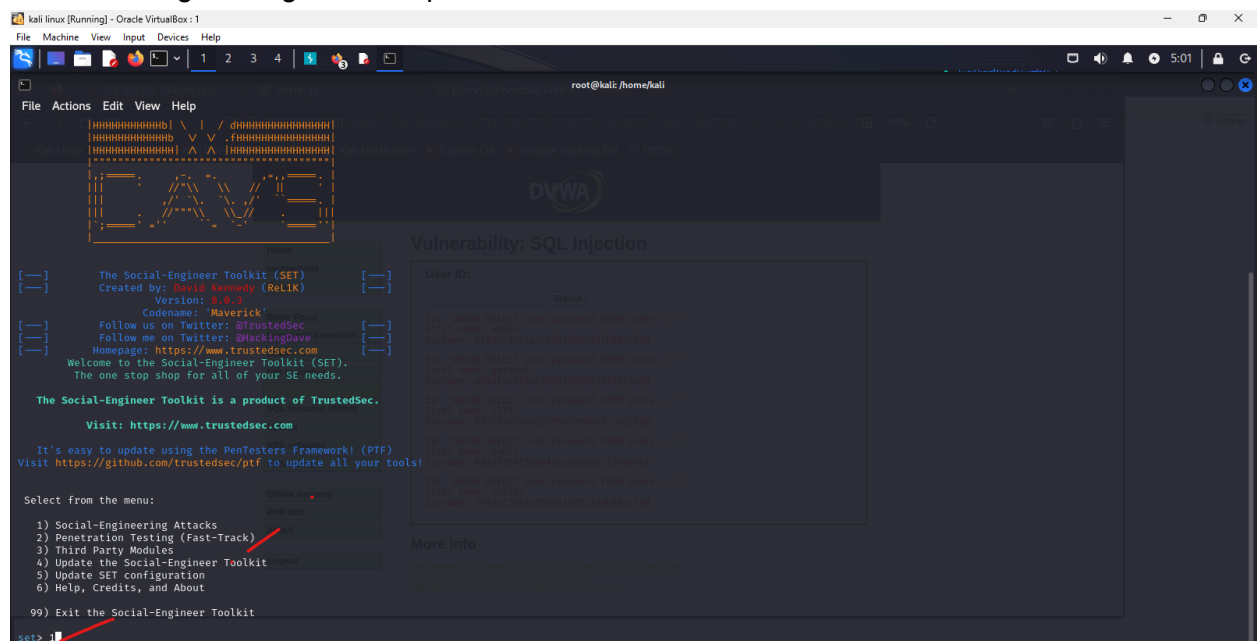 kali linux [Running] - Oracle VirtualBox : 1
File Machine View Input Devices Help
1 2 3 4
5:01
root@kali: /home/kali
File Actions Edit View Help
DVWA
Vulnerability: SQL Injection
User ID:
Submit
[---] The Social-Engineer Toolkit (SET) [---]
[---] Created by: David Kennedy (ReL1K) [---]
Version: 8.0.3
Codename: 'Maverick'
[---] Follow us on Twitter: @TrustedSec [---]
[---] Follow me on Twitter: @HackingDave [---]
[---] Homepage: https://www.trustedsec.com [---]
Welcome to the Social-Engineer Toolkit (SET).
The one stop shop for all of your SE needs.
The Social-Engineer Toolkit is a product of TrustedSec.
Visit: https://www.trustedsec.com
It's easy to update using the PenTesters Framework! (PTF)
Visit https://github.com/trustedsec/ptf to update all your tools!
Select from the menu:
1) Social-Engineering Attacks
2) Penetration Testing (Fast-Track)
3) Third Party Modules
4) Update the Social-Engineer Toolkit
5) Update SET configuration
6) Help, Credits, and About
99) Exit the Social-Engineer Toolkit
set> 1
More info